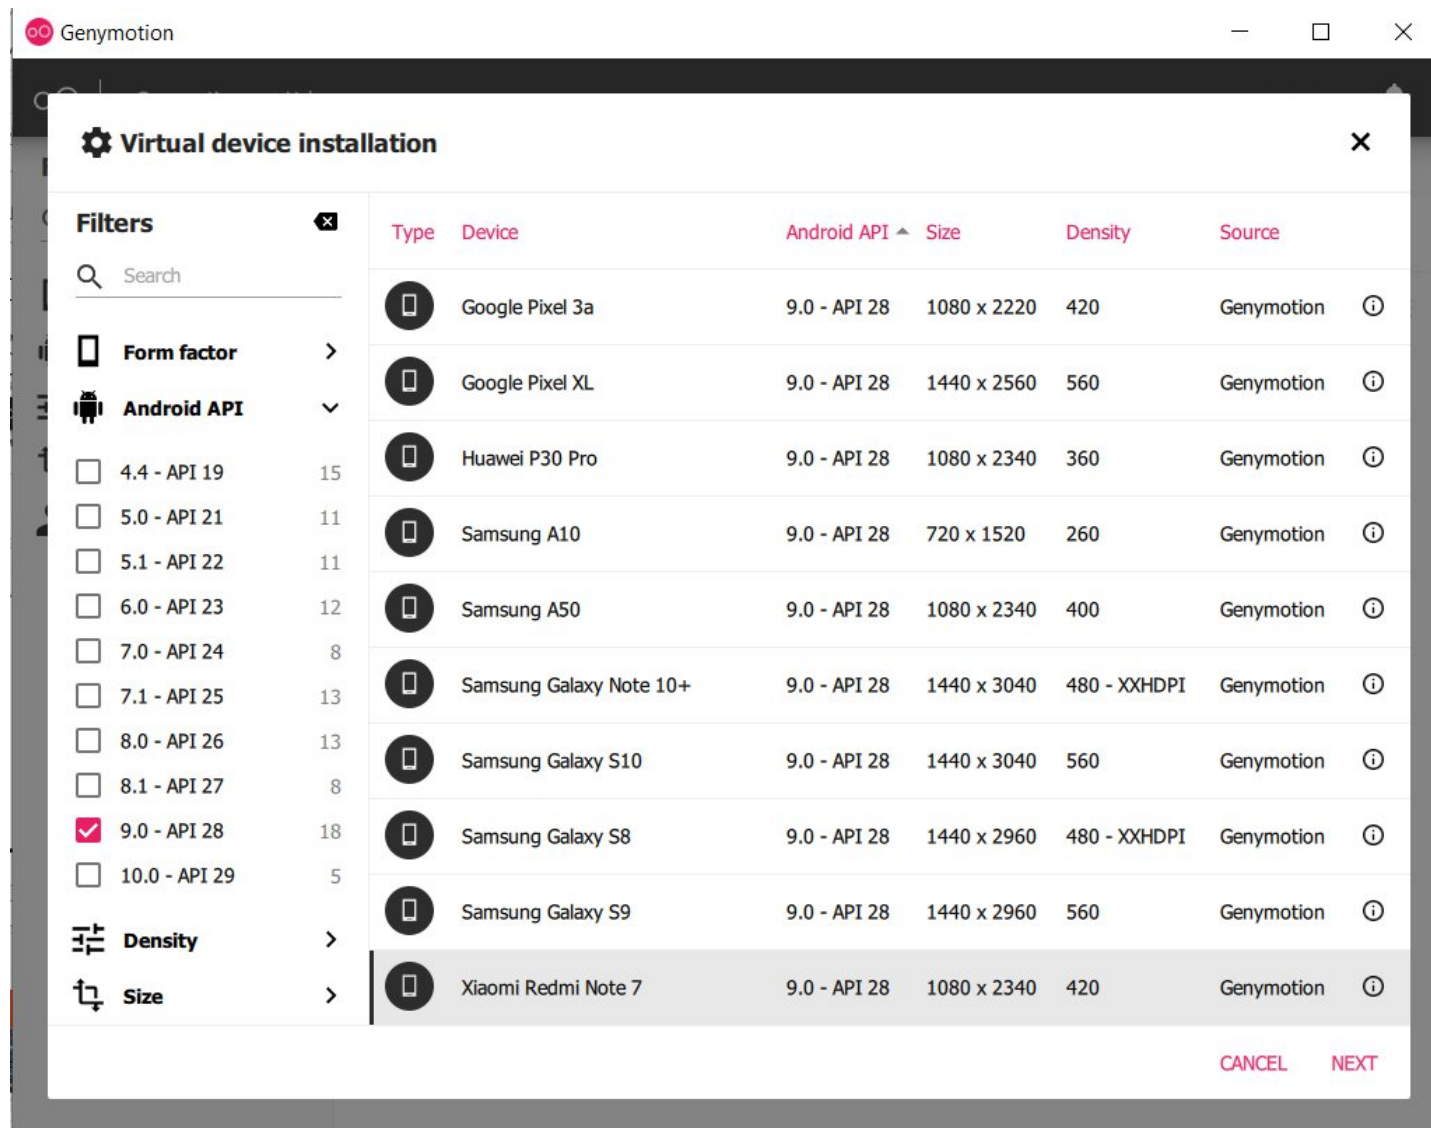 Genymotion
Virtual device installation
Filters
Search
Form factor
Android API
4.4 - API 19 15
5.0 - API 21 11
5.1 - API 22 11
6.0 - API 23 12
7.0 - API 24 8
7.1 - API 25 13
8.0 - API 26 13
8.1 - API 27 8
9.0 - API 28 18
10.0 - API 29 5
Density
Size
Type Device Android API Size Density Source
Google Pixel 3a 9.0 - API 28 1080 x 2220 420 Genymotion
Google Pixel XL 9.0 - API 28 1440 x 2560 560 Genymotion
Huawei P30 Pro 9.0 - API 28 1080 x 2340 360 Genymotion
Samsung A10 9.0 - API 28 720 x 1520 260 Genymotion
Samsung A50 9.0 - API 28 1080 x 2340 400 Genymotion
Samsung Galaxy Note 10+ 9.0 - API 28 1440 x 3040 480 - XXHDPI Genymotion
Samsung Galaxy S10 9.0 - API 28 1440 x 3040 560 Genymotion
Samsung Galaxy S8 9.0 - API 28 1440 x 2960 480 - XXHDPI Genymotion
Samsung Galaxy S9 9.0 - API 28 1440 x 2960 560 Genymotion
Xiaomi Redmi Note 7 9.0 - API 28 1080 x 2340 420 Genymotion
CANCEL NEXT